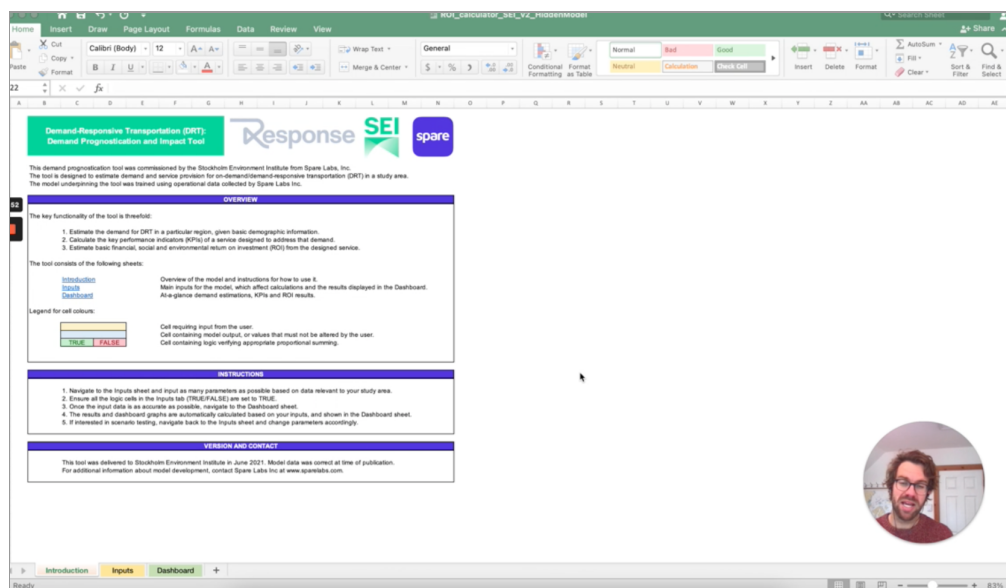 ROI_calculator_SEI_V2_HiddenModel
Search Sheet
Home Insert Draw Page Layout Formulas Data Review View
Share
Paste
Cut
Copy
Format
Calibri (Body) 12
General
Wrap Text
Merge & Center
Conditional Formatting
Format as Table
Normal Bad Good
Neutral Calculation Check Cell
Insert Delete Format
AutoSum
Fill
Clear
Sort & Filter
Find & Select
22
fx
A B C D E F G H I J K L M N O P Q R S T U V W X Y Z AA AB AC AD AE
Demand-Responsive Transportation (DRT):
Demand Prognostication and Impact Tool
Response
SEI
spare
This demand prognostication tool was commissioned by the Stockholm Environment Institute from Spare Labs, Inc.
The tool is designed to estimate demand and service provision for on-demand/demand-responsive transportation (DRT) in a study area.
The model underpinning the tool was trained using operational data collected by Spare Labs Inc.
52
OVERVIEW
The key functionality of the tool is threefold:
1. Estimate the demand for DRT in a particular region, given basic demographic information.
2. Calculate the key performance indicators (KPIs) of a service designed to address that demand.
3. Estimate basic financial, social and environmental return on investment (ROI) from the designed service.
The tool consists of the following sheets:
Introduction Overview of the model and instructions for how to use it.
Inputs Main inputs for the model, which affect calculations and the results displayed in the Dashboard.
Dashboard At-a-glance demand estimations, KPIs and ROI results.
Legend for cell colours:
Cell requiring input from the user.
Cell containing model output, or values that must not be altered by the user.
TRUE FALSE Cell containing logic verifying appropriate proportional summing.
INSTRUCTIONS
1. Navigate to the Inputs sheet and input as many parameters as possible based on data relevant to your study area.
2. Ensure all the logic cells in the Inputs tab (TRUE/FALSE) are set to TRUE.
3. Once the input data is as accurate as possible, navigate to the Dashboard sheet.
4. The results and dashboard graphs are automatically calculated based on your inputs, and shown in the Dashboard sheet.
5. If interested in scenario testing, navigate back to the Inputs sheet and change parameters accordingly.
VERSION AND CONTACT
This tool was delivered to Stockholm Environment Institute in June 2021. Model data was correct at time of publication.
For additional information about model development, contact Spare Labs Inc at www.sparelabs.com.
Introduction Inputs Dashboard +
Ready
83%